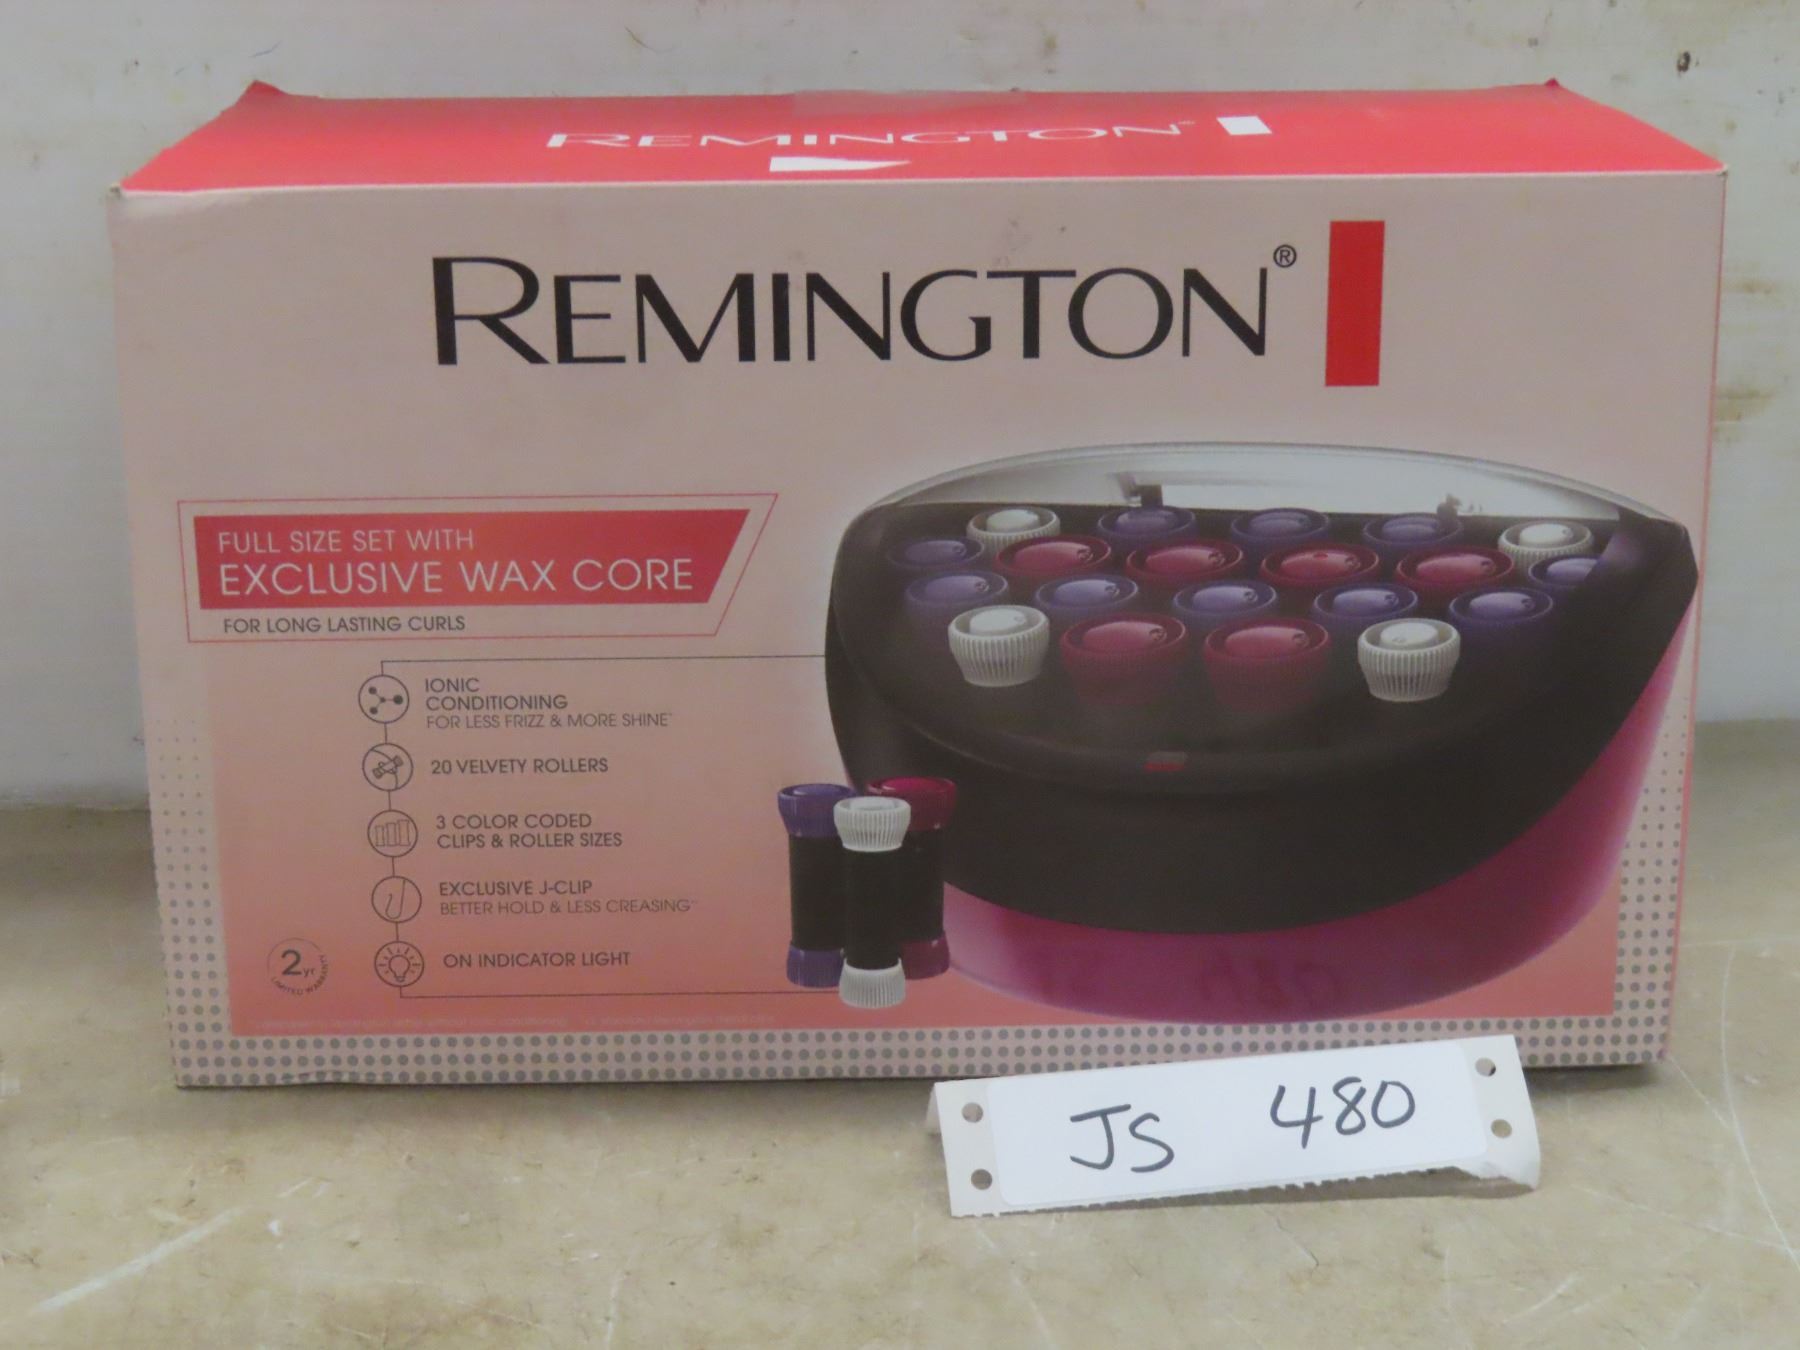 REMINGTON®
REMINGTON®
FULL SIZE SET WITH
EXCLUSIVE WAX CORE
FOR LONG LASTING CURLS
IONIC
CONDITIONING
FOR LESS FRIZZ & MORE SHINE*
20 VELVETY ROLLERS
3 COLOR CODED
CLIPS & ROLLER SIZES
EXCLUSIVE J-CLIP
BETTER HOLD & LESS CREASING**
ON INDICATOR LIGHT
2yr
LIMITED WARRANTY
JS 480